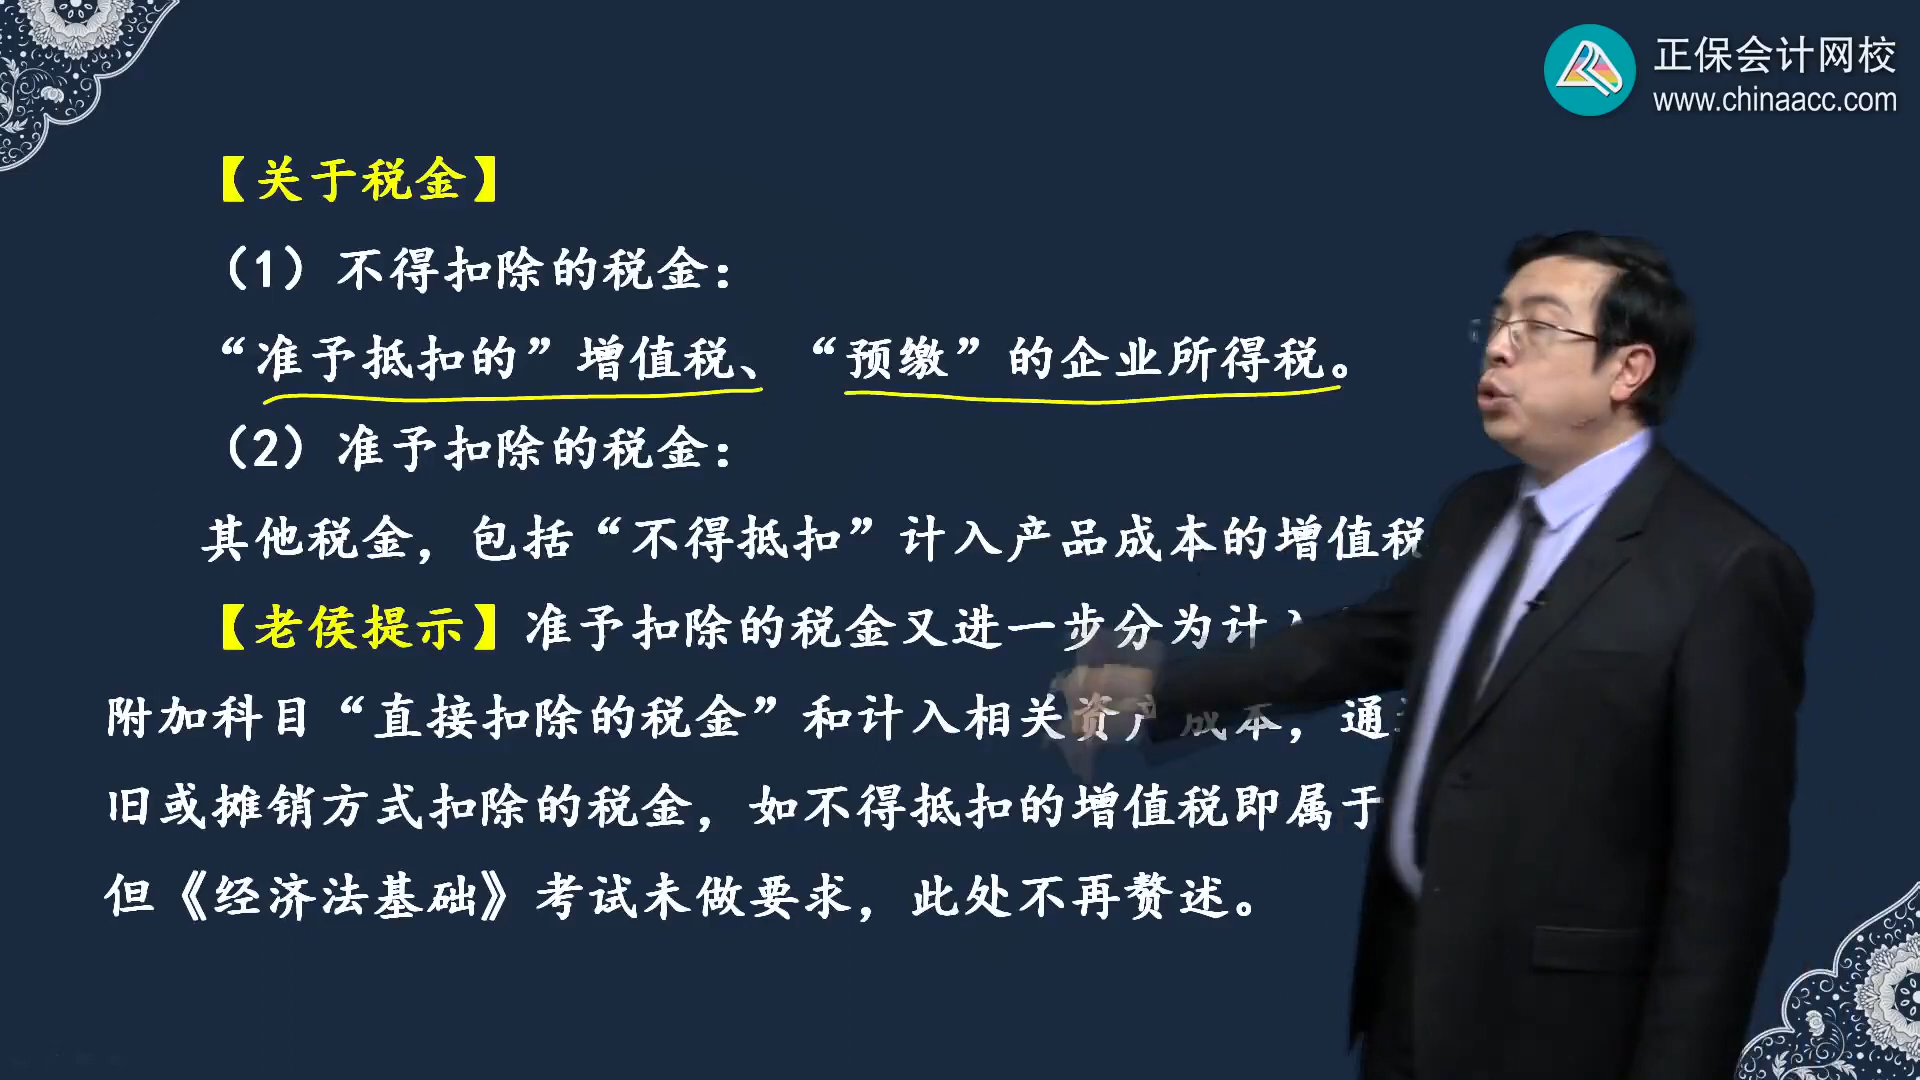 正保会计网校
www.chinaacc.com
【关于税金】
（1）不得扣除的税金：
“准予抵扣的”增值税、“预缴”的企业所得税。
（2）准予扣除的税金：
其他税金，包括“不得抵扣”计入产品成本的增值税
【老侯提示】准予扣除的税金又进一步分为计入
附加科目“直接扣除的税金”和计入相关资产成本，通
旧或摊销方式扣除的税金，如不得抵扣的增值税即属于
但《经济法基础》考试未做要求，此处不再赘述。